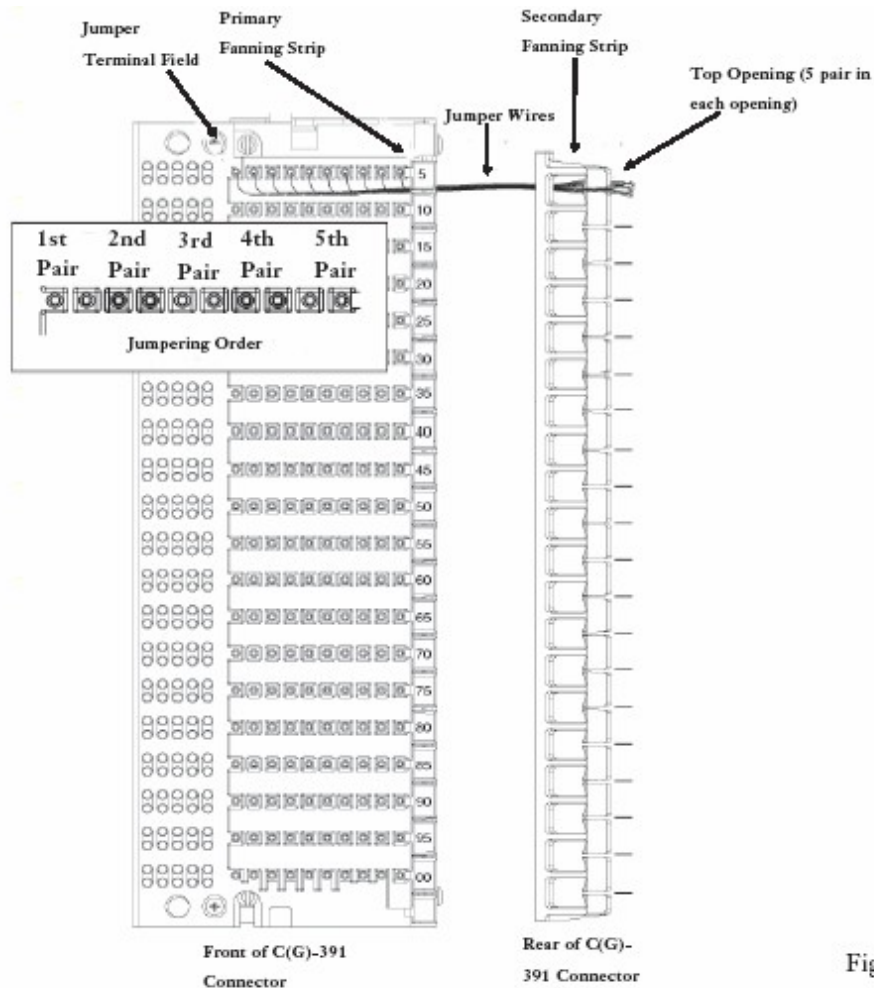 Jumper
Terminal Field
Primary
Fanning Strip
Secondary
Fanning Strip
Top Opening (5 pair in
each opening)
Jumper Wires
5
10
1st 2nd 3rd 4th 5th
Pair Pair Pair Pair Pair
Jumpering Order
15
20
25
30
35
40
45
50
55
60
65
70
75
80
85
90
95
00
Front of C(G)-391
Connector
Rear of C(G)-
391 Connector
Fig